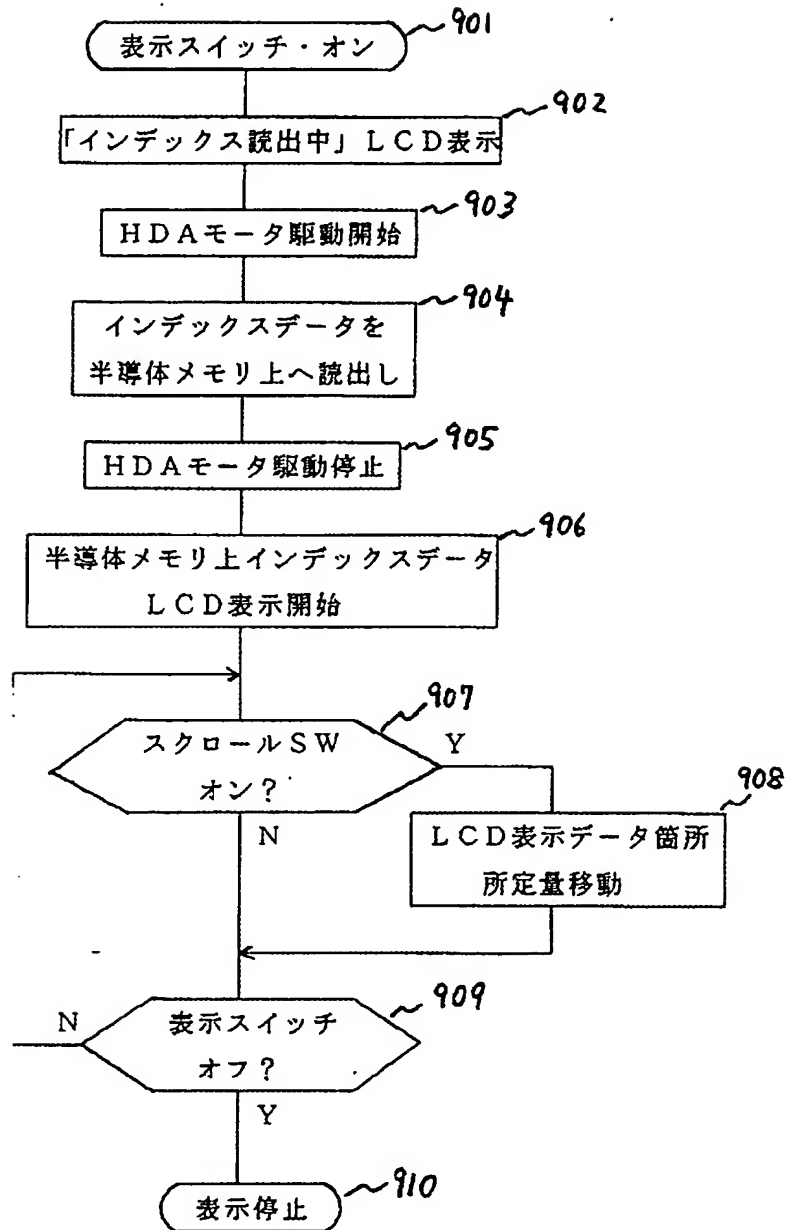 表示スイッチ・オン
901
902
「インデックス読出中」LCD表示
903
HDAモータ駆動開始
904
インデックスデータを
半導体メモリ上へ読出し
905
HDAモータ駆動停止
906
半導体メモリ上インデックスデータ
LCD表示開始
907
スクロールSW
オン?
Y
N
908
LCD表示データ箇所
所定量移動
909
表示スイッチ
オフ?
N
Y
910
表示停止